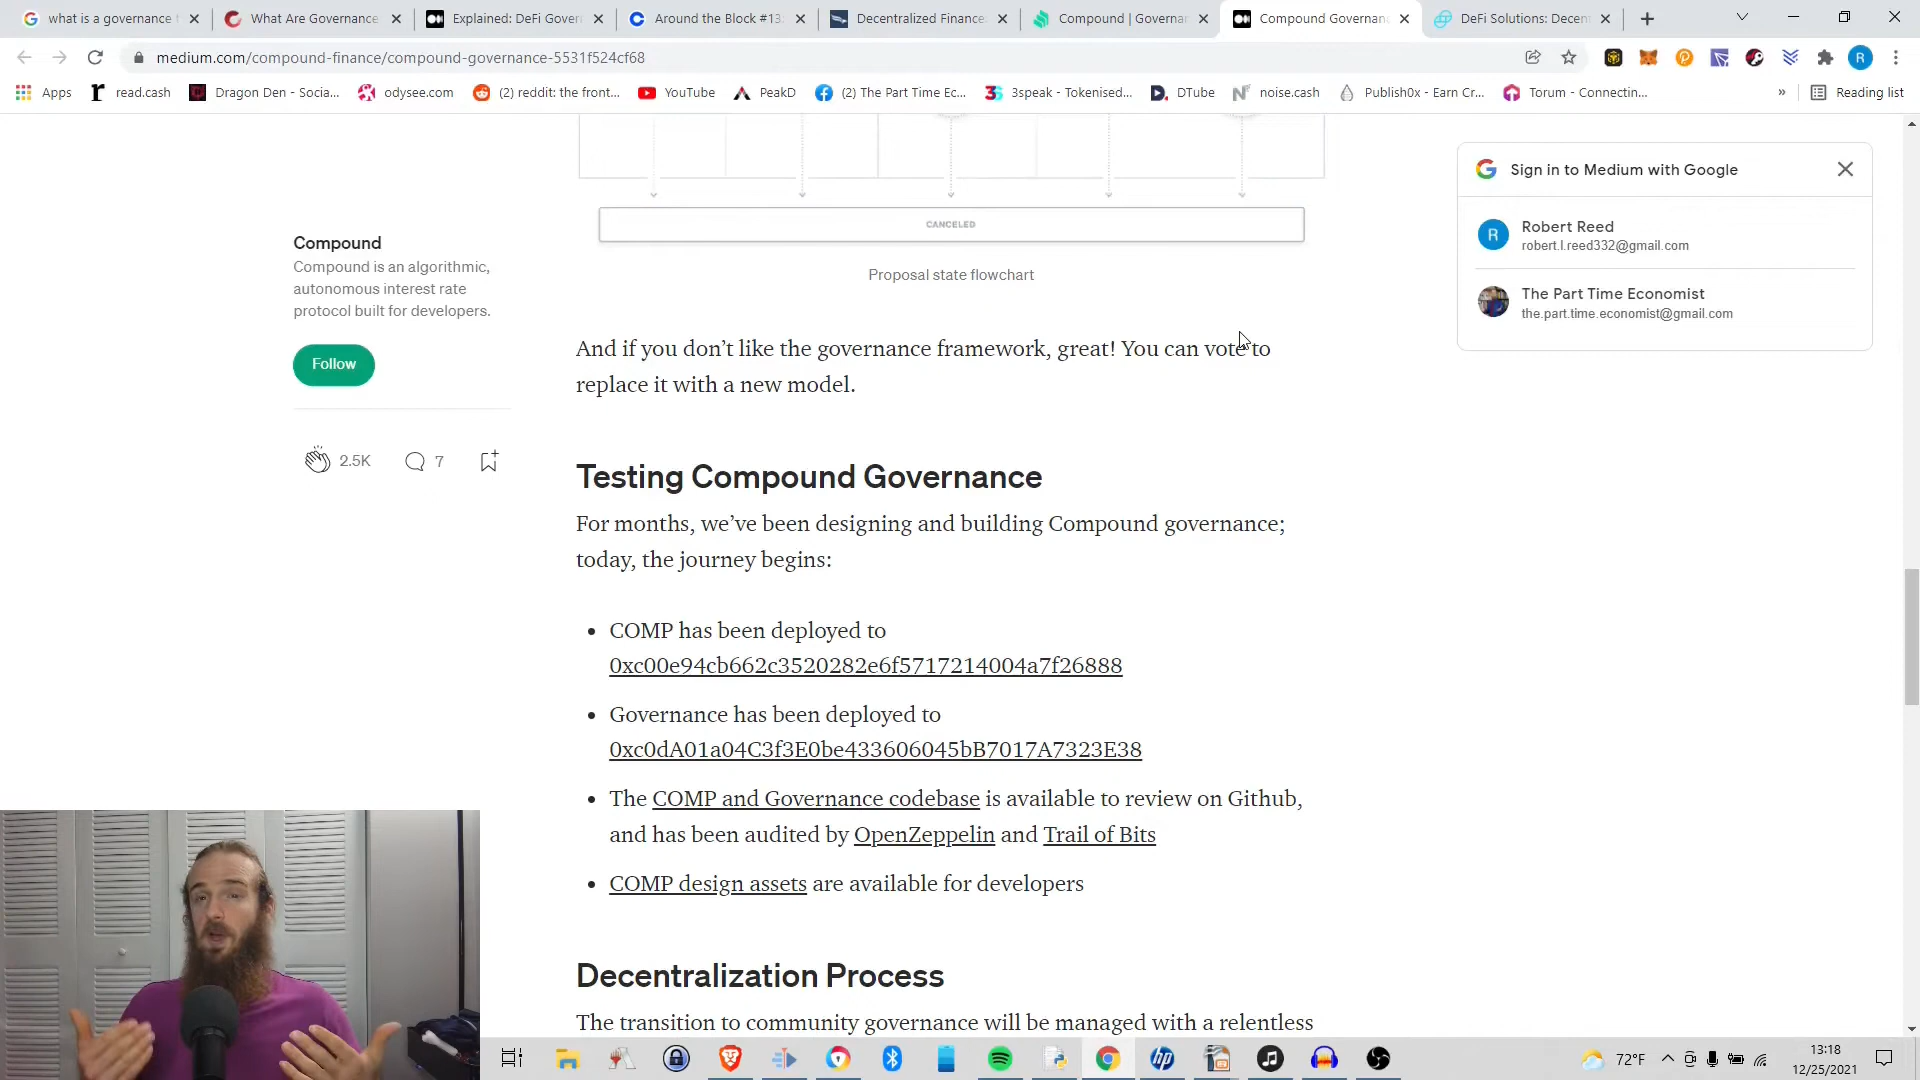 what is a governance
What Are Governance
Explained: DeFi Gover
Around the Block #13
Decentralized Finance
Compound | Governa
Compound Governan
DeFi Solutions: Decen
medium.com/compound-finance/compound-governance-5531f524cf68
R
Apps
read.cash
Dragon Den - Socia...
odysee.com
(2) reddit: the front...
YouTube
PeakD
(2) The Part Time Ec...
3speak - Tokenised...
DTube
noise.cash
Publish0x - Earn Cr...
Torum - Connectin...
»
Reading list
CANCELED
Proposal state flowchart
Sign in to Medium with Google
R
Robert Reed
robert.l.reed332@gmail.com
The Part Time Economist
the.part.time.economist@gmail.com
Compound
Compound is an algorithmic,
autonomous interest rate
protocol built for developers.
Follow
2.5K
7
And if you don’t like the governance framework, great! You can vote to
replace it with a new model.
Testing Compound Governance
For months, we’ve been designing and building Compound governance;
today, the journey begins:
• COMP has been deployed to
0xc00e94cb662c3520282e6f5717214004a7f26888
• Governance has been deployed to
0xc0dA01a04C3f3E0be433606045bB7017A7323E38
• The COMP and Governance codebase is available to review on Github,
and has been audited by OpenZeppelin and Trail of Bits
• COMP design assets are available for developers
Decentralization Process
The transition to community governance will be managed with a relentless
72°F
13:18
12/25/2021